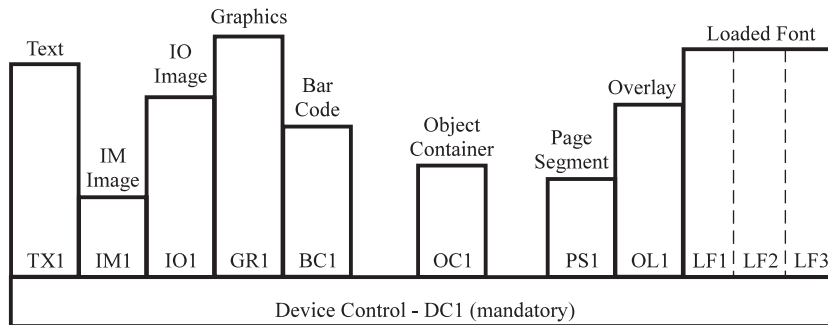 Graphics
Loaded Font
Text
IO
Image
Bar
Code
Overlay
Object
Container
Page
Segment
IM
Image
TX1
IM1
IO1
GR1
BC1
OC1
PS1
OL1
LF1
LF2
LF3
Device Control - DC1 (mandatory)